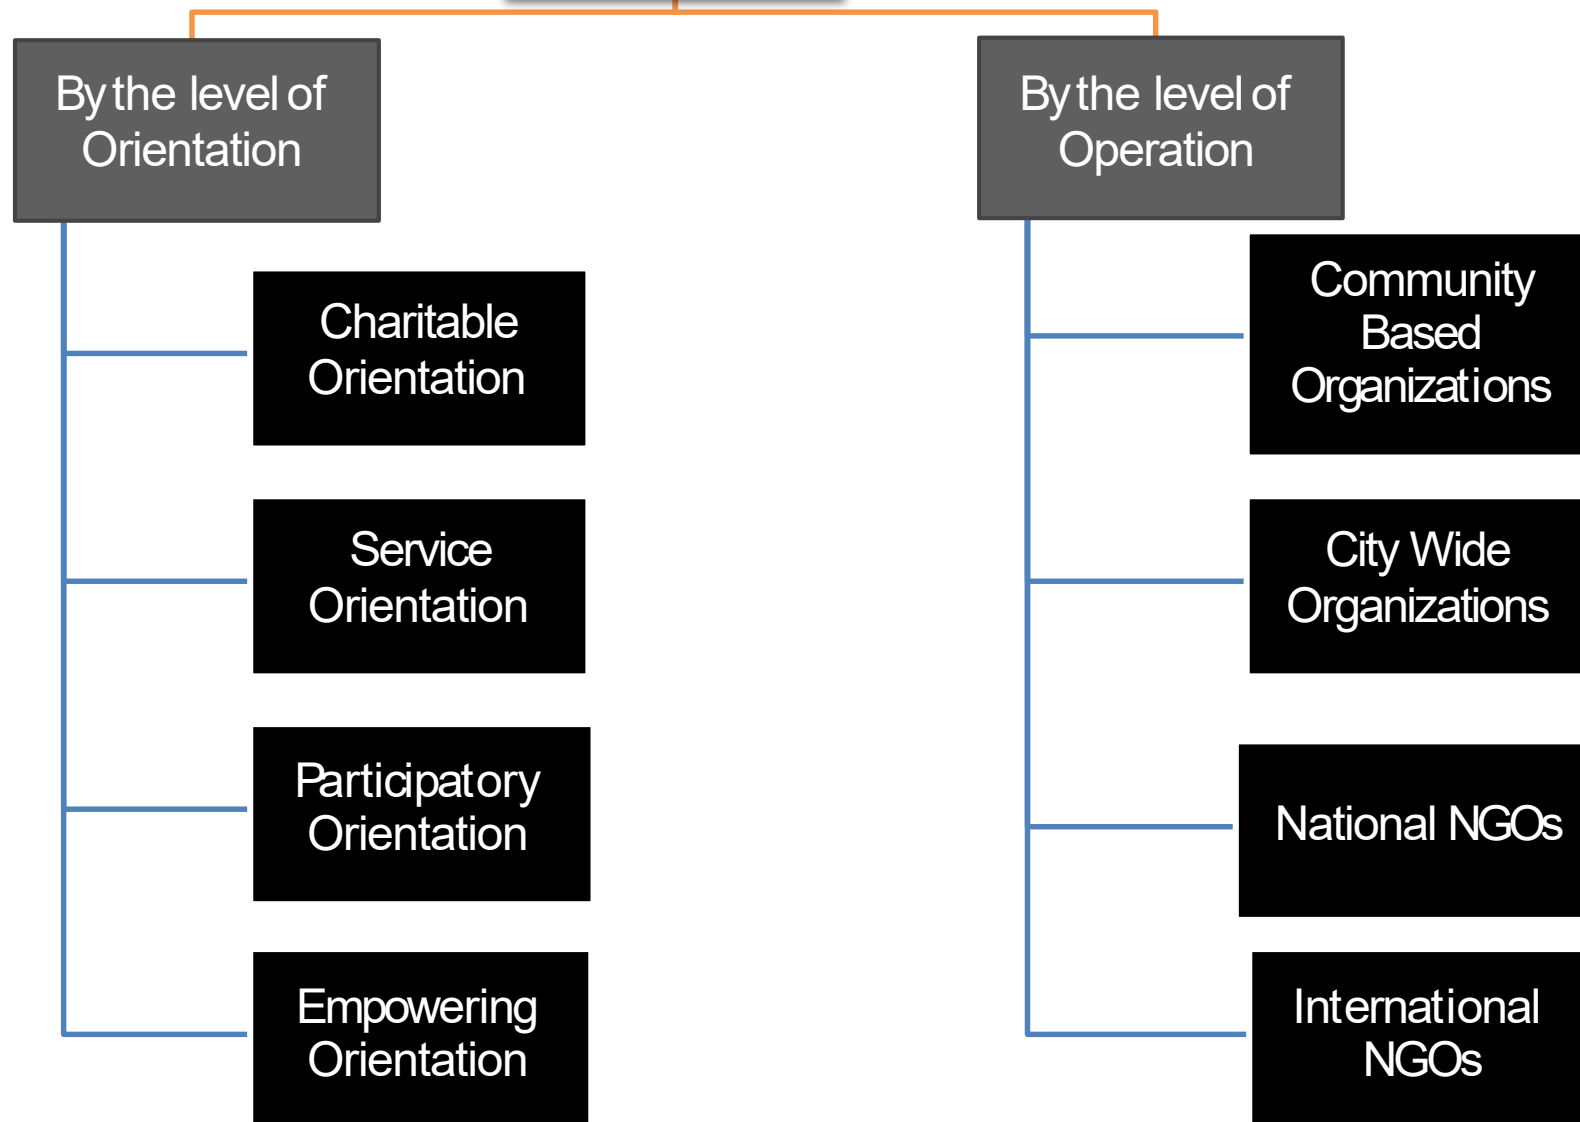 By the level of
Orientation
Charitable
Orientation
Service
Orientation
Participatory
Orientation
Empowering
Orientation
By the level of
Operation
Community
Based
Organizations
City Wide
Organizations
National NGOs
International
NGOs